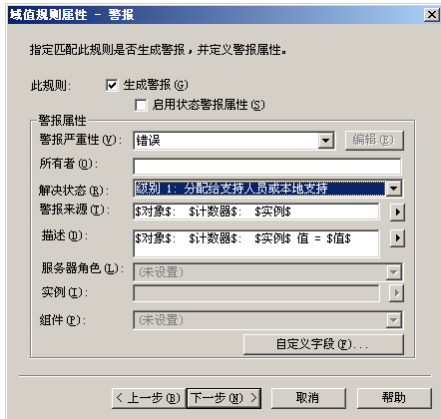 域值规则属性 - 警报
指定匹配此规则是否生成警报，并定义警报属性。
此规则: 生成警报(G)
启用状态警报属性(S)
警报属性
警报严重性(V): 错误 编辑(E)
所有者(O):
解决状态(R): 级别 1: 分配给支持人员或本地支持
警报来源(T): $对象$: $计数器$: $实例$
描述(D): $对象$: $计数器$: $实例$ 值 = $值$
服务器角色(L): (未设置)
实例(I):
组件(P): (未设置)
自定义字段(F)...
< 上一步(B) 下一步(N) > 取消 帮助